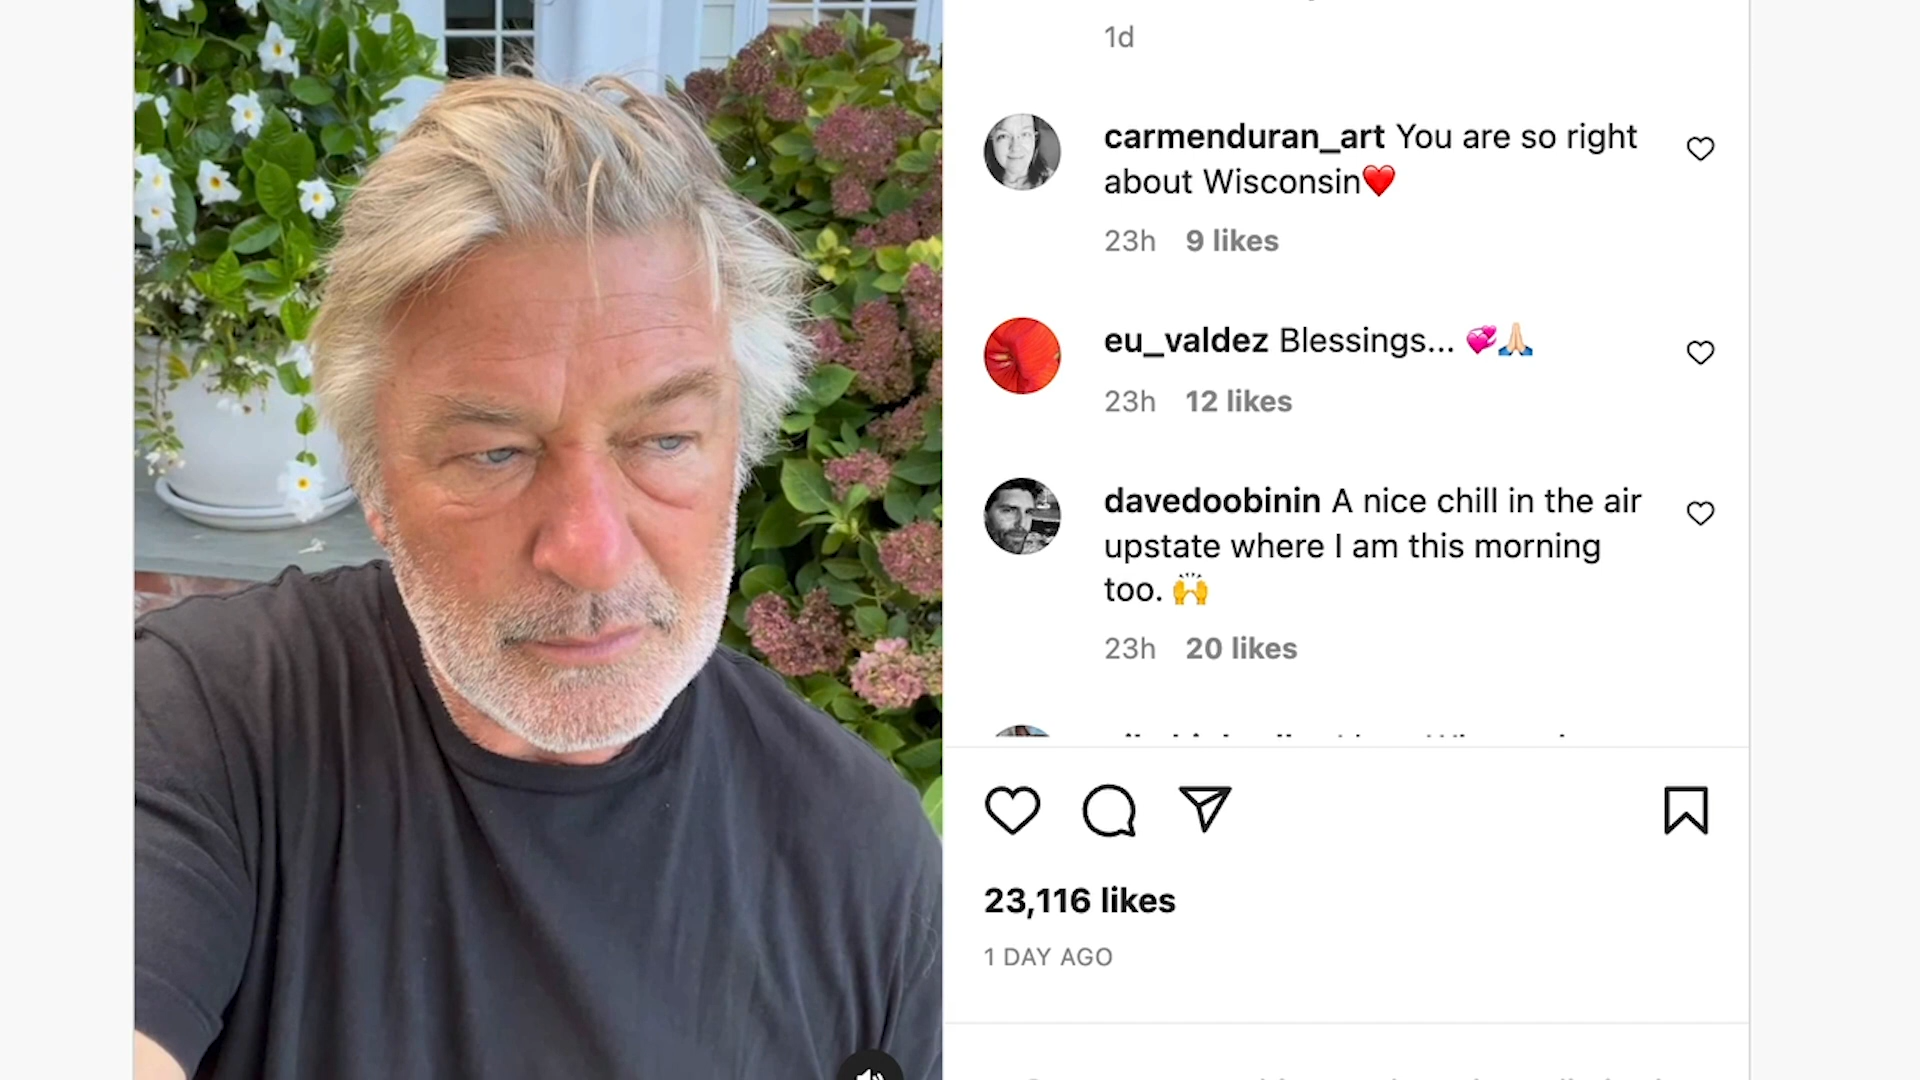 1d
carmenduran_art You are so right
about Wisconsin❤️
23h 9 likes
eu_valdez Blessings... 💞🙏🏻
23h 12 likes
davedoobinin A nice chill in the air
upstate where I am this morning
too. 🙌
23h 20 likes
23,116 likes
1 DAY AGO